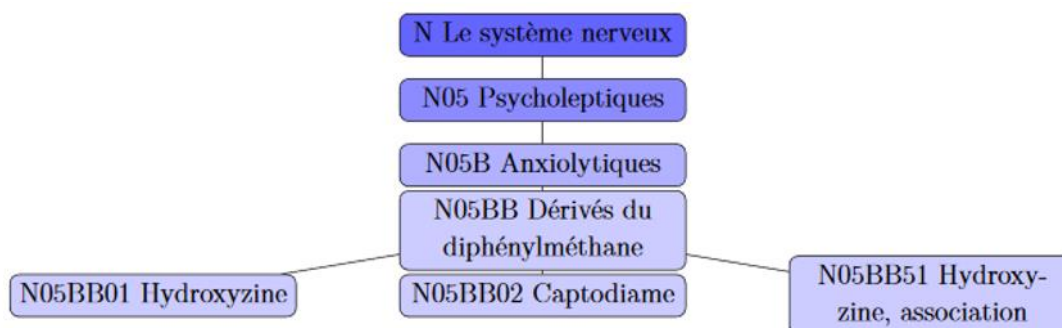 N Le système nerveux
N05 Psycholeptiques
N05B Anxiolytiques
N05BB Dérivés du
diphénylméthane
N05BB01 Hydroxyzine
N05BB02 Captodiame
N05BB51 Hydroxy-
zine, association